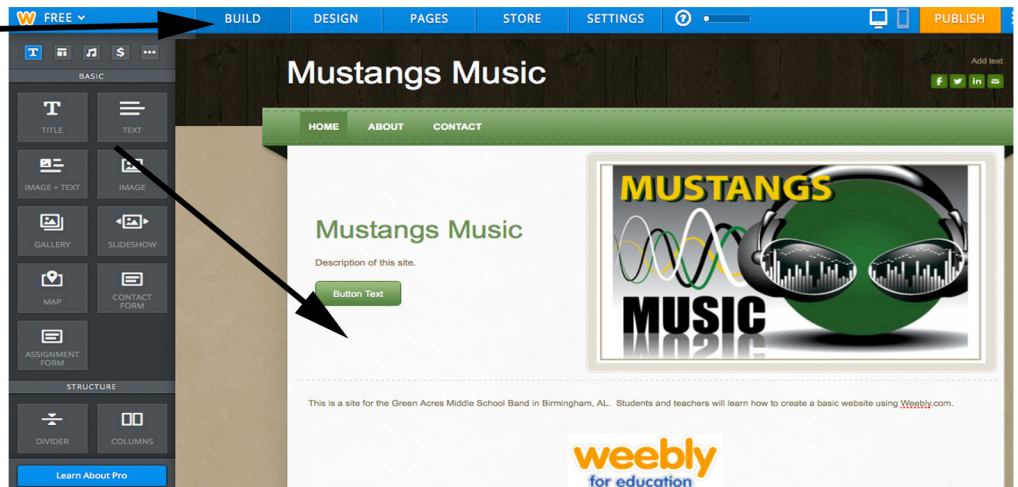 W FREE
BUILD DESIGN PAGES STORE SETTINGS ? PUBLISH
T $
BASIC
T
TITLE TEXT
IMAGE + TEXT IMAGE
GALLERY SLIDESHOW
MAP CONTACT FORM
ASSIGNMENT FORM
STRUCTURE
DIVIDER COLUMNS
Learn About Pro
Mustangs Music
Add text
f in
HOME ABOUT CONTACT
Mustangs Music
Description of this site.
Button Text
MUSTANGS
MUSIC
This is a site for the Green Acres Middle School Band in Birmingham, AL. Students and teachers will learn how to create a basic website using Weebly.com.
weebly
for education